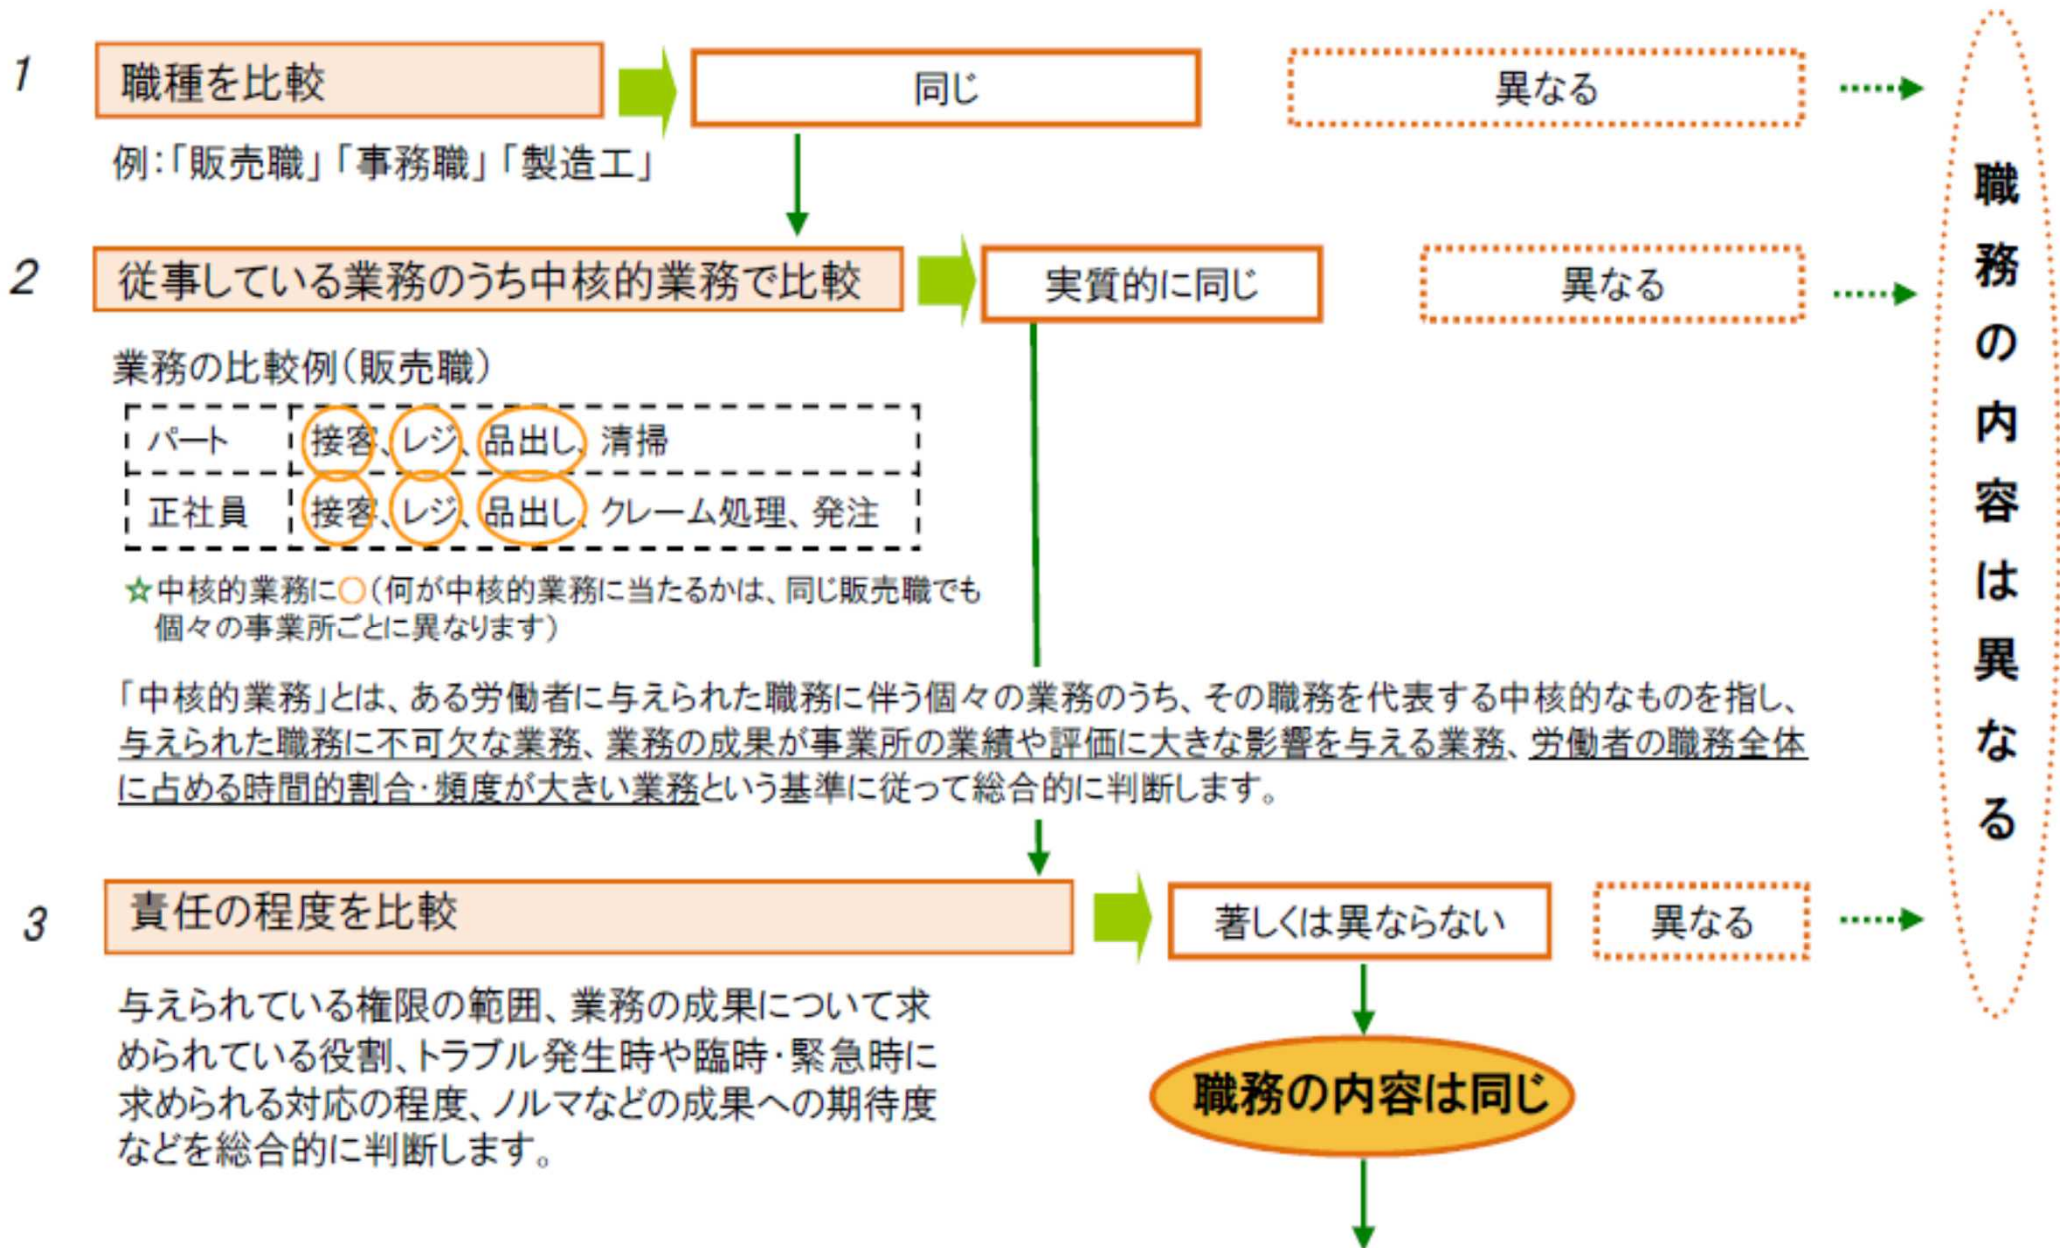 1 職種を比較 同じ 異なる
例：「販売職」「事務職」「製造工」
2 従事している業務のうち中核的業務で比較 実質的に同じ 異なる
業務の比較例（販売職）
パート 接客、レジ、品出し、清掃
正社員 接客、レジ、品出し、クレーム処理、発注
☆中核的業務に○（何が中核的業務に当たるかは、同じ販売職でも
個々の事業所ごとに異なります）
「中核的業務」とは、ある労働者に与えられた職務に伴う個々の業務のうち、その職務を代表する中核的なものを指し、
与えられた職務に不可欠な業務、業務の成果が事業所の業績や評価に大きな影響を与える業務、労働者の職務全体
に占める時間的割合・頻度が大きい業務という基準に従って総合的に判断します。
3 責任の程度を比較 著しくは異ならない 異なる
与えられている権限の範囲、業務の成果について求
められている役割、トラブル発生時や臨時・緊急時に
求められる対応の程度、ノルマなどの成果への期待度
などを総合的に判断します。
職務の内容は同じ
職務の内容は異なる